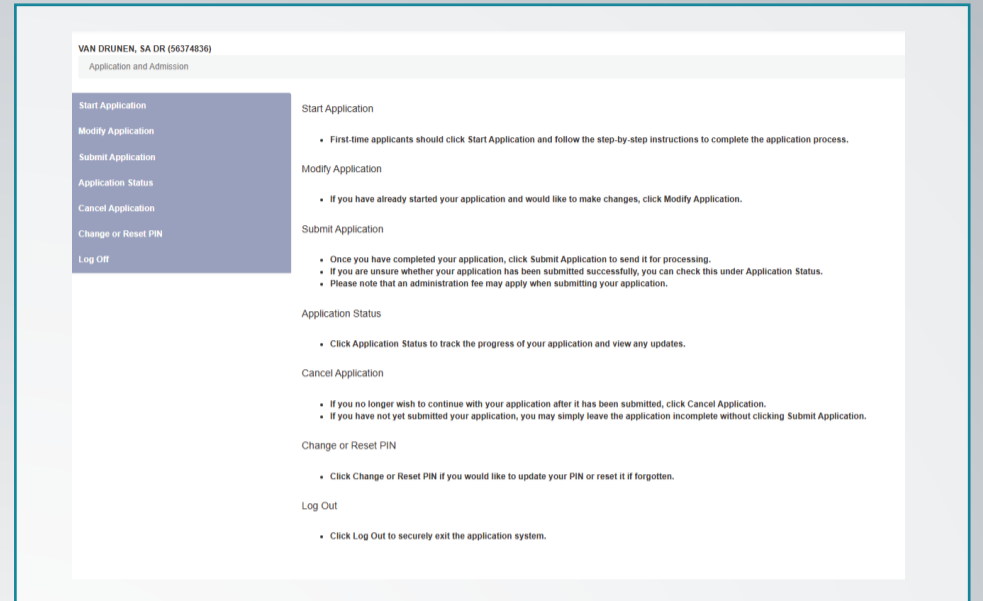 VAN DRUNEN, SA DR (56374836)
Application and Admission
Start Application
Modify Application
Submit Application
Application Status
Cancel Application
Change or Reset PIN
Log Off
Start Application
• First-time applicants should click Start Application and follow the step-by-step instructions to complete the application process.
Modify Application
• If you have already started your application and would like to make changes, click Modify Application.
Submit Application
• Once you have completed your application, click Submit Application to send it for processing.
• If you are unsure whether your application has been submitted successfully, you can check this under Application Status.
• Please note that an administration fee may apply when submitting your application.
Application Status
• Click Application Status to track the progress of your application and view any updates.
Cancel Application
• If you no longer wish to continue with your application after it has been submitted, click Cancel Application.
• If you have not yet submitted your application, you may simply leave the application incomplete without clicking Submit Application.
Change or Reset PIN
• Click Change or Reset PIN if you would like to update your PIN or reset it if forgotten.
Log Out
• Click Log Out to securely exit the application system.